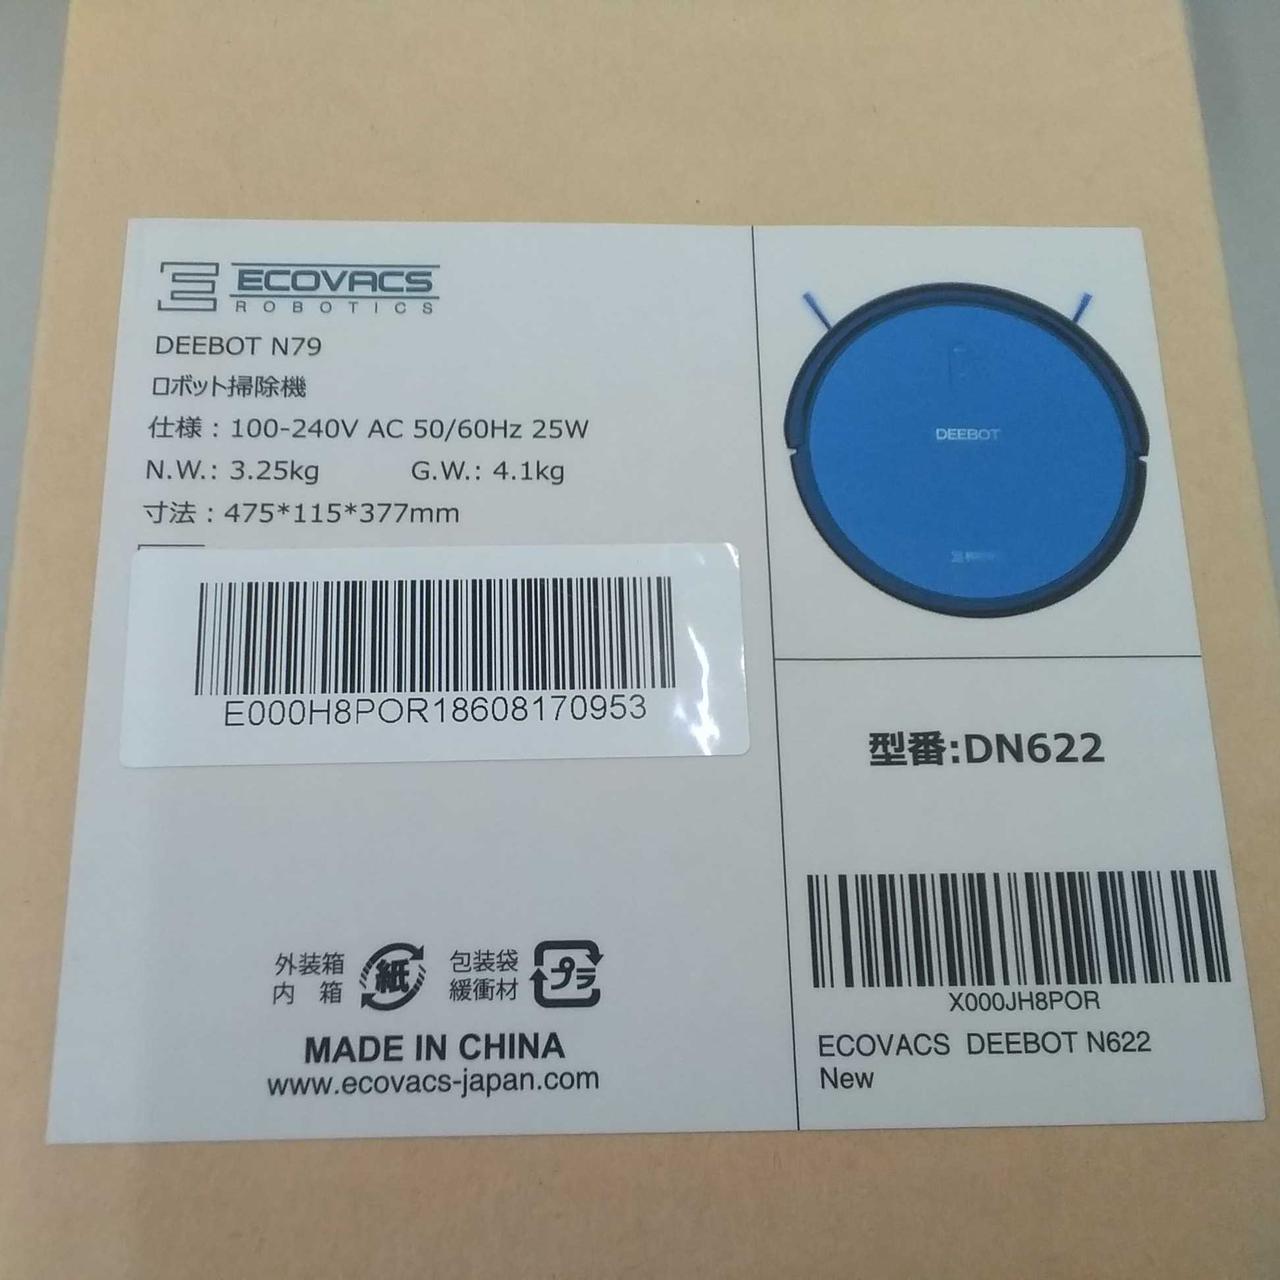 ECOVACS
ROBOTICS
DEEBOT N79
ロボット掃除機
仕様：100-240V AC 50/60Hz 25W
N.W.: 3.25kg G.W.: 4.1kg
寸法：475*115*377mm
E000H8POR18608170953
外装箱
内 箱
紙
包装袋
緩衝材
プラ
MADE IN CHINA
www.ecovacs-japan.com
DEEBOT
型番:DN622
X000JH8POR
ECOVACS DEEBOT N622
New